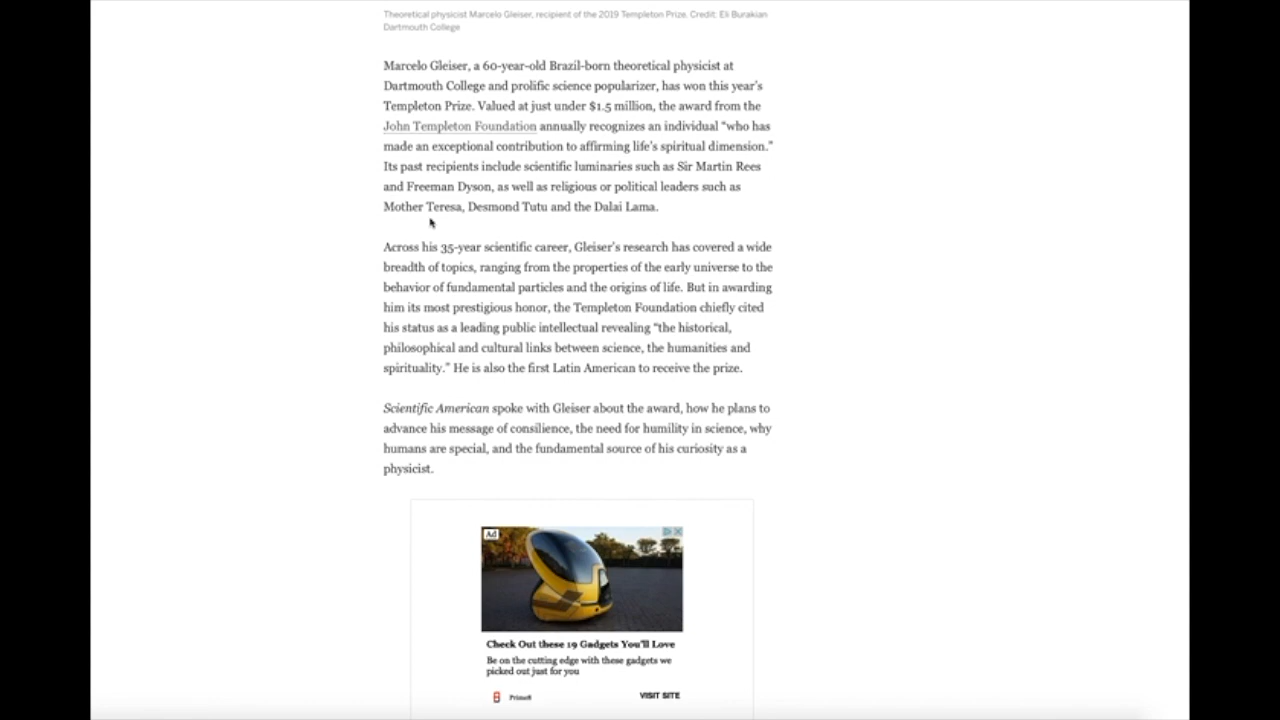 Theoretical physicist Marcelo Gleiser, recipient of the 2019 Templeton Prize. Credit: Eli Burakian
Dartmouth College
Marcelo Gleiser, a 60-year-old Brazil-born theoretical physicist at
Dartmouth College and prolific science popularizer, has won this year's
Templeton Prize. Valued at just under $1.5 million, the award from the
John Templeton Foundation annually recognizes an individual "who has
made an exceptional contribution to affirming life's spiritual dimension."
Its past recipients include scientific luminaries such as Sir Martin Rees
and Freeman Dyson, as well as religious or political leaders such as
Mother Teresa, Desmond Tutu and the Dalai Lama.
Across his 35-year scientific career, Gleiser's research has covered a wide
breadth of topics, ranging from the properties of the early universe to the
behavior of fundamental particles and the origins of life. But in awarding
him its most prestigious honor, the Templeton Foundation chiefly cited
his status as a leading public intellectual revealing "the historical,
philosophical and cultural links between science, the humanities and
spirituality." He is also the first Latin American to receive the prize.
Scientific American spoke with Gleiser about the award, how he plans to
advance his message of consilience, the need for humility in science, why
humans are special, and the fundamental source of his curiosity as a
physicist.
Ad
Check Out these 19 Gadgets You'll Love
Be on the cutting edge with these gadgets we
picked out just for you
VISIT SITE